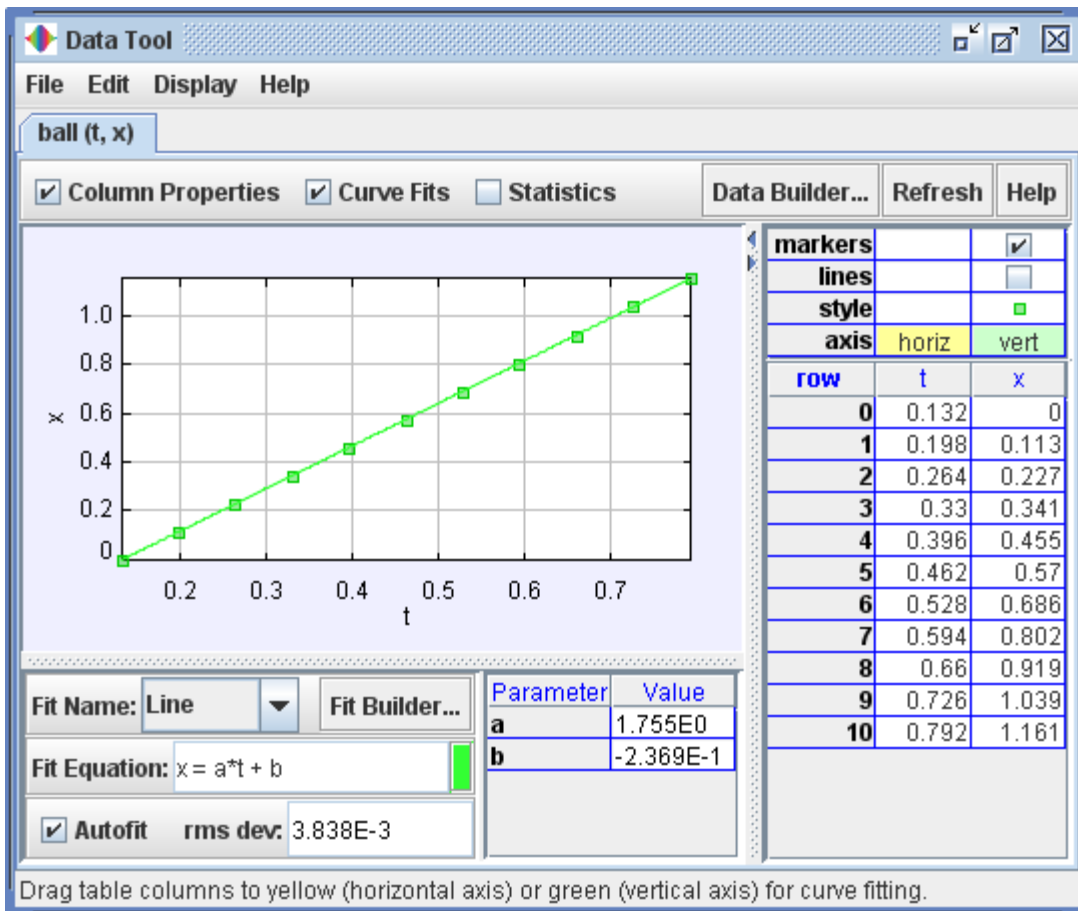 Data Tool
File Edit Display Help
ball (t, x)
Column Properties Curve Fits Statistics Data Builder... Refresh Help
1.0
0.8
0.6
0.4
0.2
0
x
0.2 0.3 0.4 0.5 0.6 0.7
t
markers
lines
style
axis horiz vert
row t x
0 0.132 0
1 0.198 0.113
2 0.264 0.227
3 0.33 0.341
4 0.396 0.455
5 0.462 0.57
6 0.528 0.686
7 0.594 0.802
8 0.66 0.919
9 0.726 1.039
10 0.792 1.161
Fit Name: Line Fit Builder...
Fit Equation: x = a*t + b
Autofit rms dev: 3.838E-3
Parameter Value
a 1.755E0
b -2.369E-1
Drag table columns to yellow (horizontal axis) or green (vertical axis) for curve fitting.